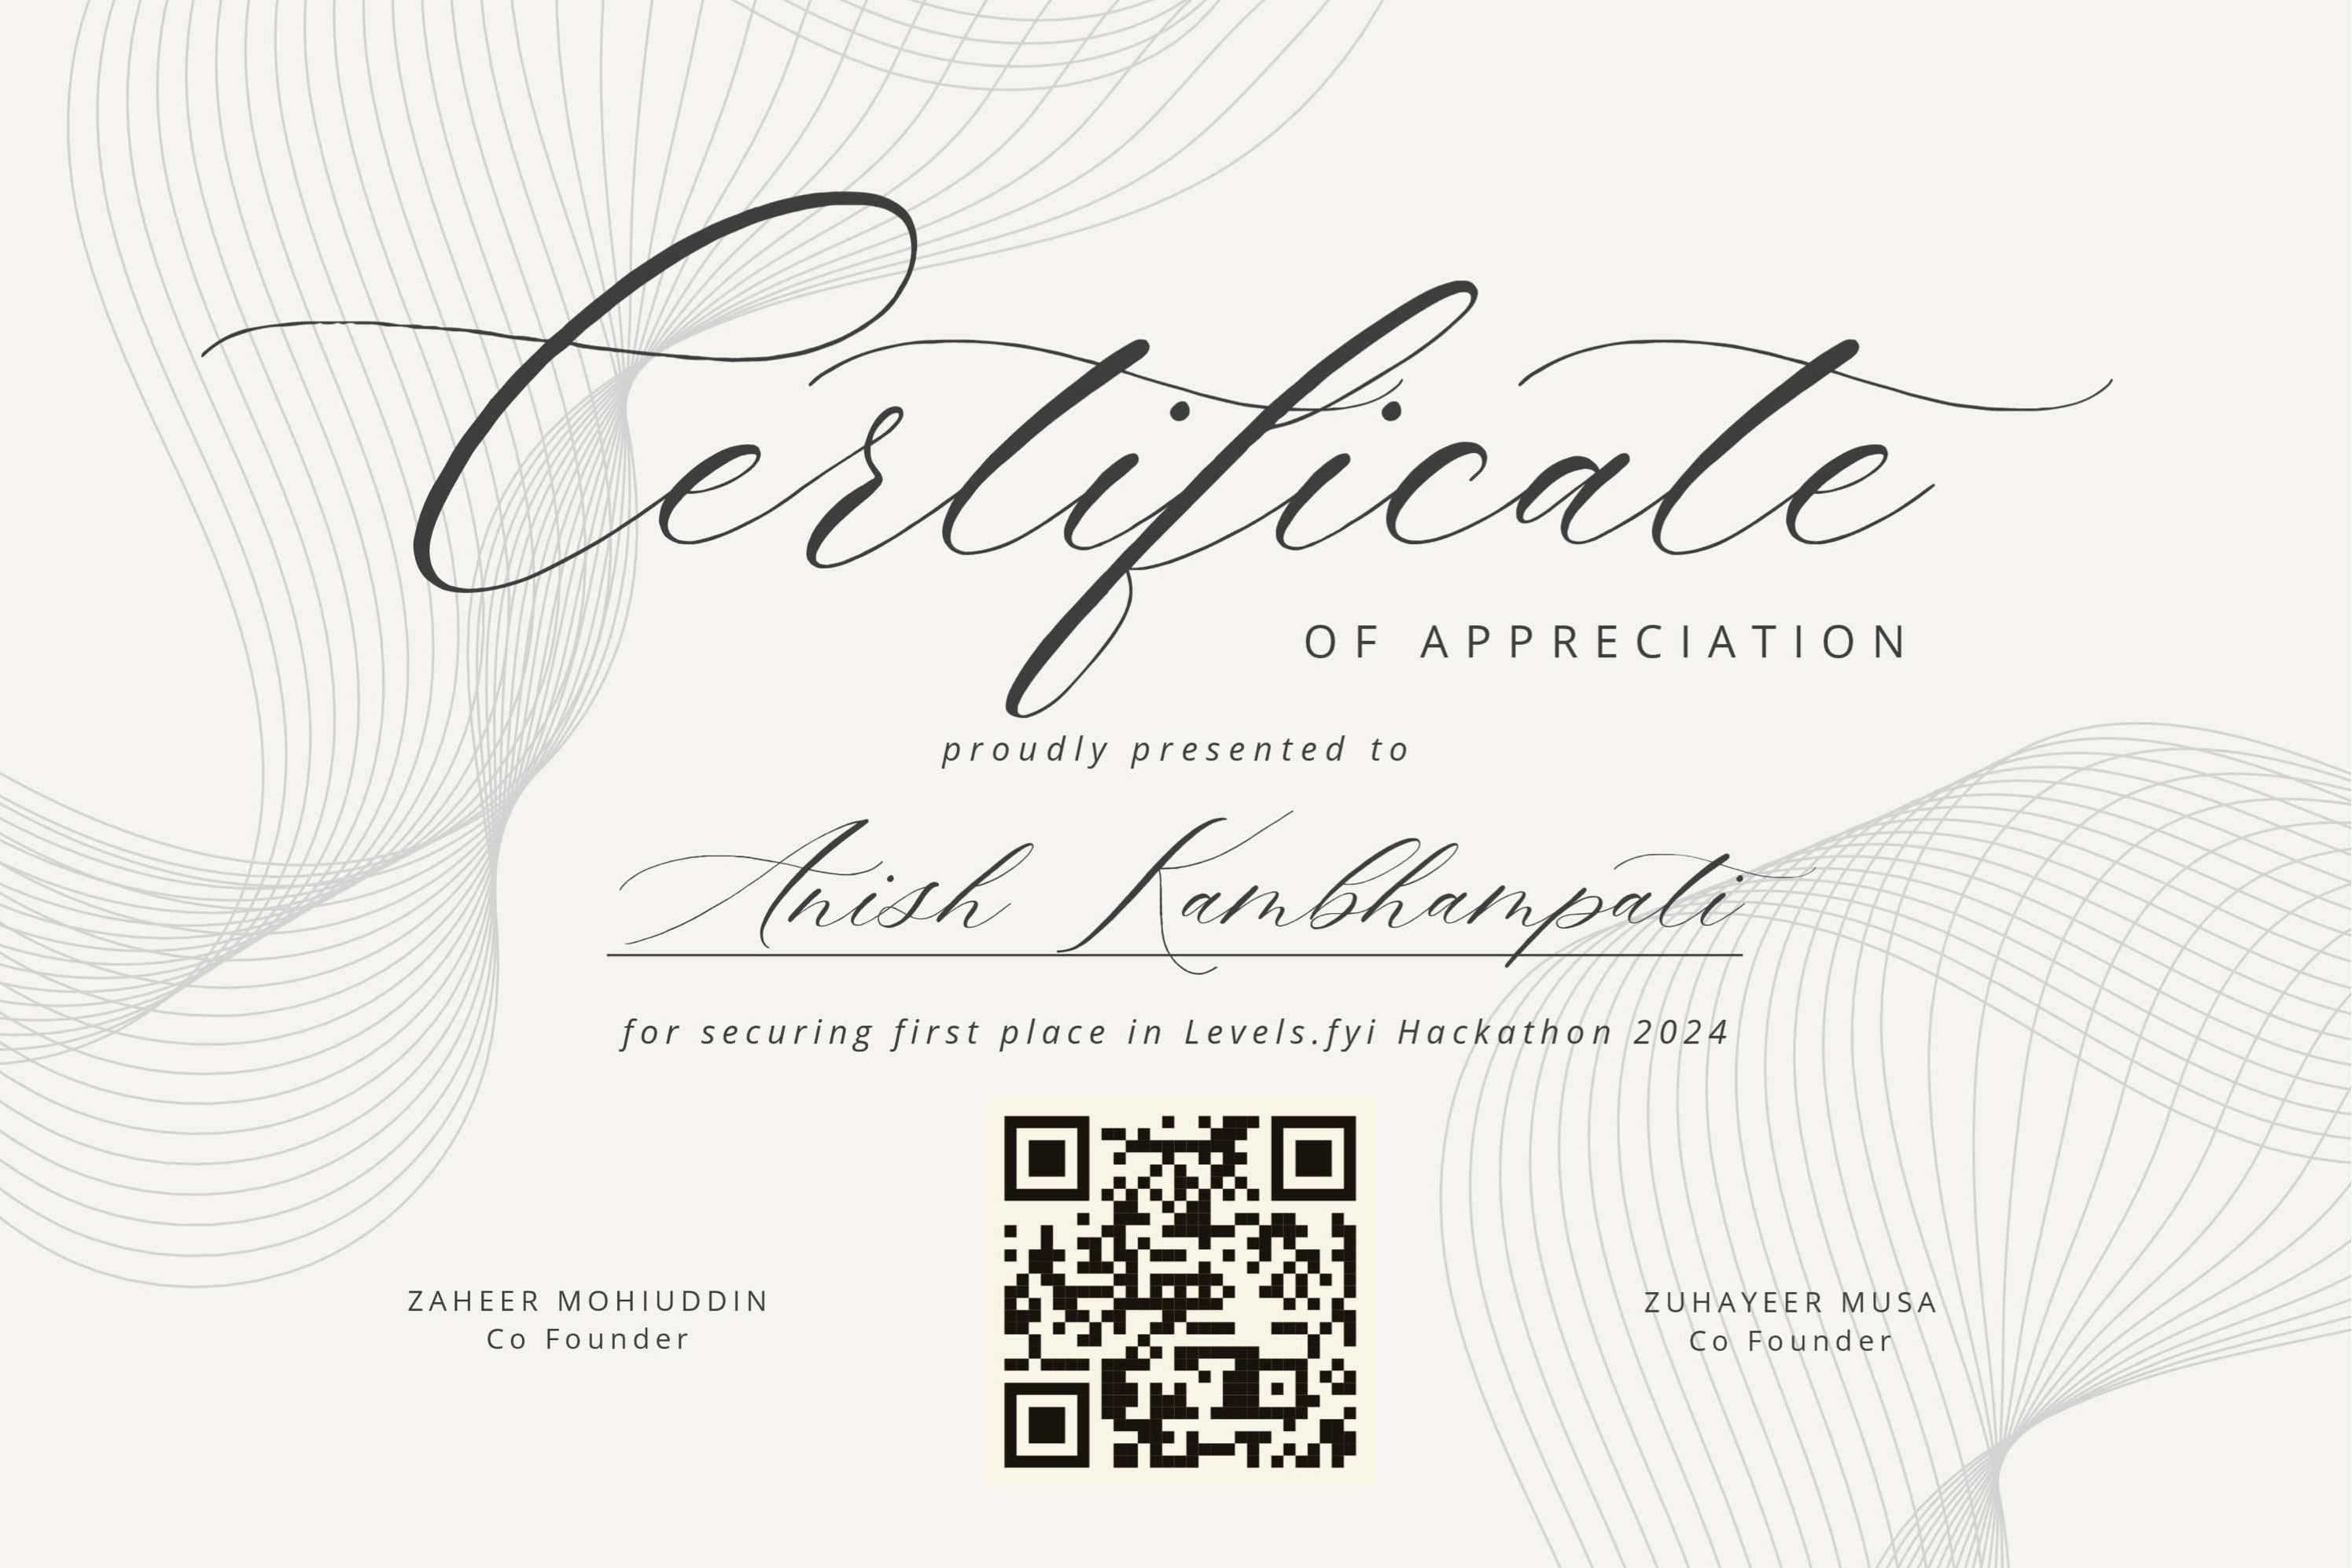 Certificate
OF APPRECIATION
proudly presented to
Anish Kambhampati
for securing first place in Levels.fyi Hackathon 2024
ZAHEER MOHIUDDIN
Co Founder
ZUHAYEER MUSA
Co Founder